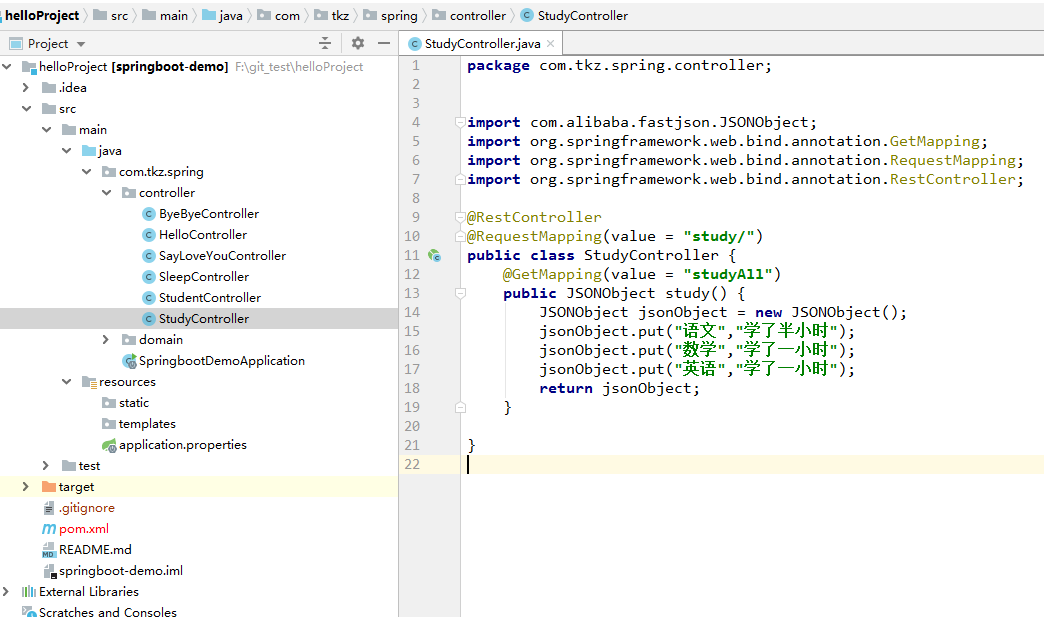 helloProject src main java com tkz spring controller StudyController
Project
StudyController.java
helloProject [springboot-demo] F:\git_test\helloProject
.idea
src
main
java
com.tkz.spring
controller
ByeByeController
HelloController
SayLoveYouController
SleepController
StudentController
StudyController
domain
SpringbootDemoApplication
resources
static
templates
application.properties
test
target
.gitignore
pom.xml
README.md
springboot-demo.iml
External Libraries
Scratches and Consoles
1 package com.tkz.spring.controller;
2
3
4 import com.alibaba.fastjson.JSONObject;
5 import org.springframework.web.bind.annotation.GetMapping;
6 import org.springframework.web.bind.annotation.RequestMapping;
7 import org.springframework.web.bind.annotation.RestController;
8
9 @RestController
10 @RequestMapping(value = "study/")
11 public class StudyController {
12 @GetMapping(value = "studyAll")
13 public JSONObject study() {
14 JSONObject jsonObject = new JSONObject();
15 jsonObject.put("语文","学了半小时");
16 jsonObject.put("数学","学了一小时");
17 jsonObject.put("英语","学了一小时");
18 return jsonObject;
19 }
20
21 }
22